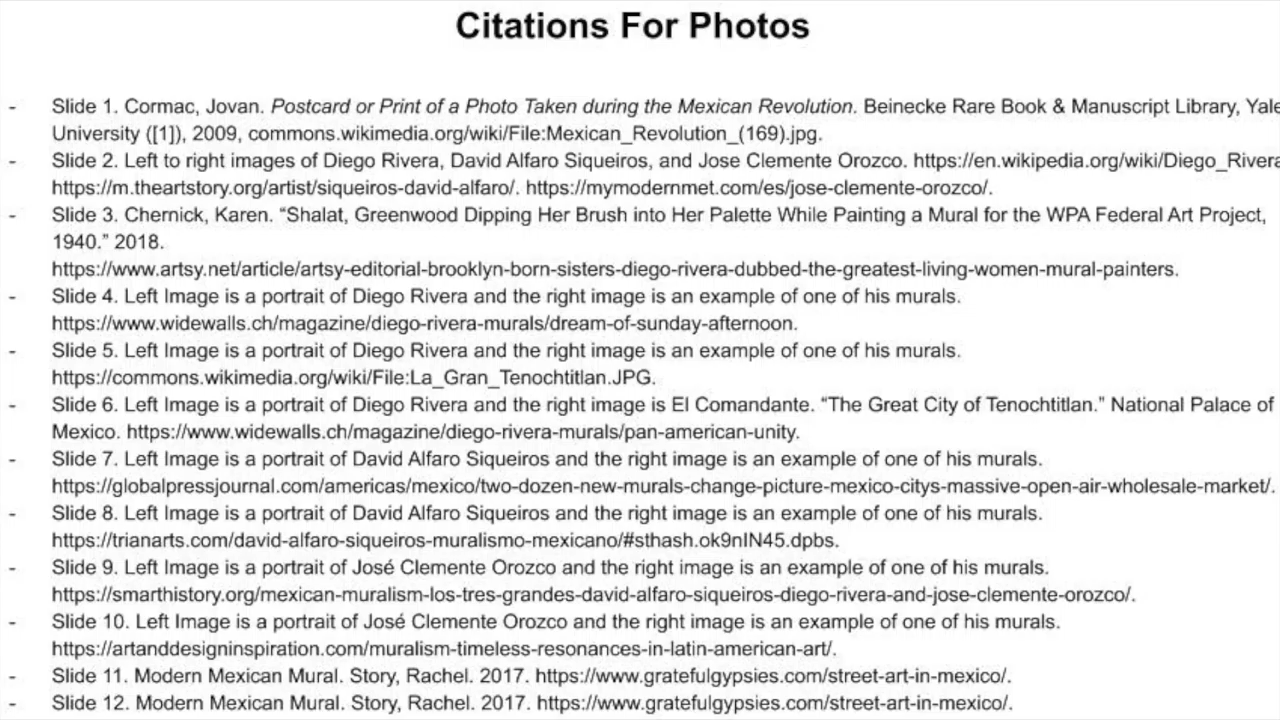 Citations For Photos
- Slide 1. Cormac, Jovan. Postcard or Print of a Photo Taken during the Mexican Revolution. Beinecke Rare Book & Manuscript Library, Yale
University ([1]), 2009, commons.wikimedia.org/wiki/File:Mexican_Revolution_(169).jpg.
- Slide 2. Left to right images of Diego Rivera, David Alfaro Siqueiros, and Jose Clemente Orozco. https://en.wikipedia.org/wiki/Diego_Rivera
https://m.theartstory.org/artist/siqueiros-david-alfaro/. https://mymodernmet.com/es/jose-clemente-orozco/.
- Slide 3. Chernick, Karen. “Shalat, Greenwood Dipping Her Brush into Her Palette While Painting a Mural for the WPA Federal Art Project,
1940.” 2018.
https://www.artsy.net/article/artsy-editorial-brooklyn-born-sisters-diego-rivera-dubbed-the-greatest-living-women-mural-painters.
- Slide 4. Left Image is a portrait of Diego Rivera and the right image is an example of one of his murals.
https://www.widewalls.ch/magazine/diego-rivera-murals/dream-of-sunday-afternoon.
- Slide 5. Left Image is a portrait of Diego Rivera and the right image is an example of one of his murals.
https://commons.wikimedia.org/wiki/File:La_Gran_Tenochtitlan.JPG.
- Slide 6. Left Image is a portrait of Diego Rivera and the right image is El Comandante. “The Great City of Tenochtitlan.” National Palace of
Mexico. https://www.widewalls.ch/magazine/diego-rivera-murals/pan-american-unity.
- Slide 7. Left Image is a portrait of David Alfaro Siqueiros and the right image is an example of one of his murals.
https://globalpressjournal.com/americas/mexico/two-dozen-new-murals-change-picture-mexico-citys-massive-open-air-wholesale-market/.
- Slide 8. Left Image is a portrait of David Alfaro Siqueiros and the right image is an example of one of his murals.
https://trianarts.com/david-alfaro-siqueiros-muralismo-mexicano/#sthash.ok9nIN45.dpbs.
- Slide 9. Left Image is a portrait of José Clemente Orozco and the right image is an example of one of his murals.
https://smarthistory.org/mexican-muralism-los-tres-grandes-david-alfaro-siqueiros-diego-rivera-and-jose-clemente-orozco/.
- Slide 10. Left Image is a portrait of José Clemente Orozco and the right image is an example of one of his murals.
https://artanddesigninspiration.com/muralism-timeless-resonances-in-latin-american-art/.
- Slide 11. Modern Mexican Mural. Story, Rachel. 2017. https://www.gratefulgypsies.com/street-art-in-mexico/.
- Slide 12. Modern Mexican Mural. Story, Rachel. 2017. https://www.gratefulgypsies.com/street-art-in-mexico/.